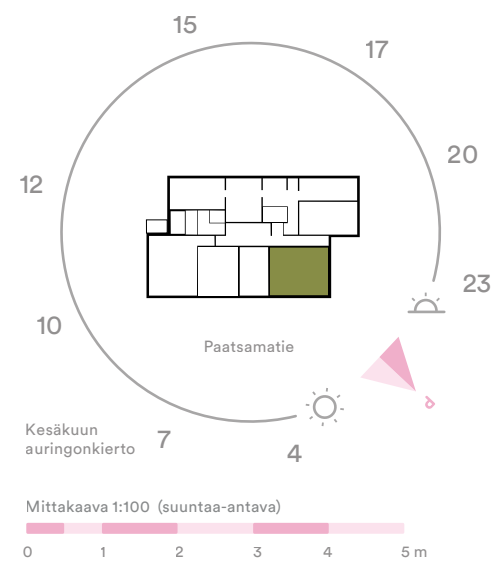 15
17
20
12
23
10
Paatsamatie
Kesäkuun
auringonkierto
7
4
P
Mittakaava 1:100 (suuntaa-antava)
0 1 2 3 4 5 m